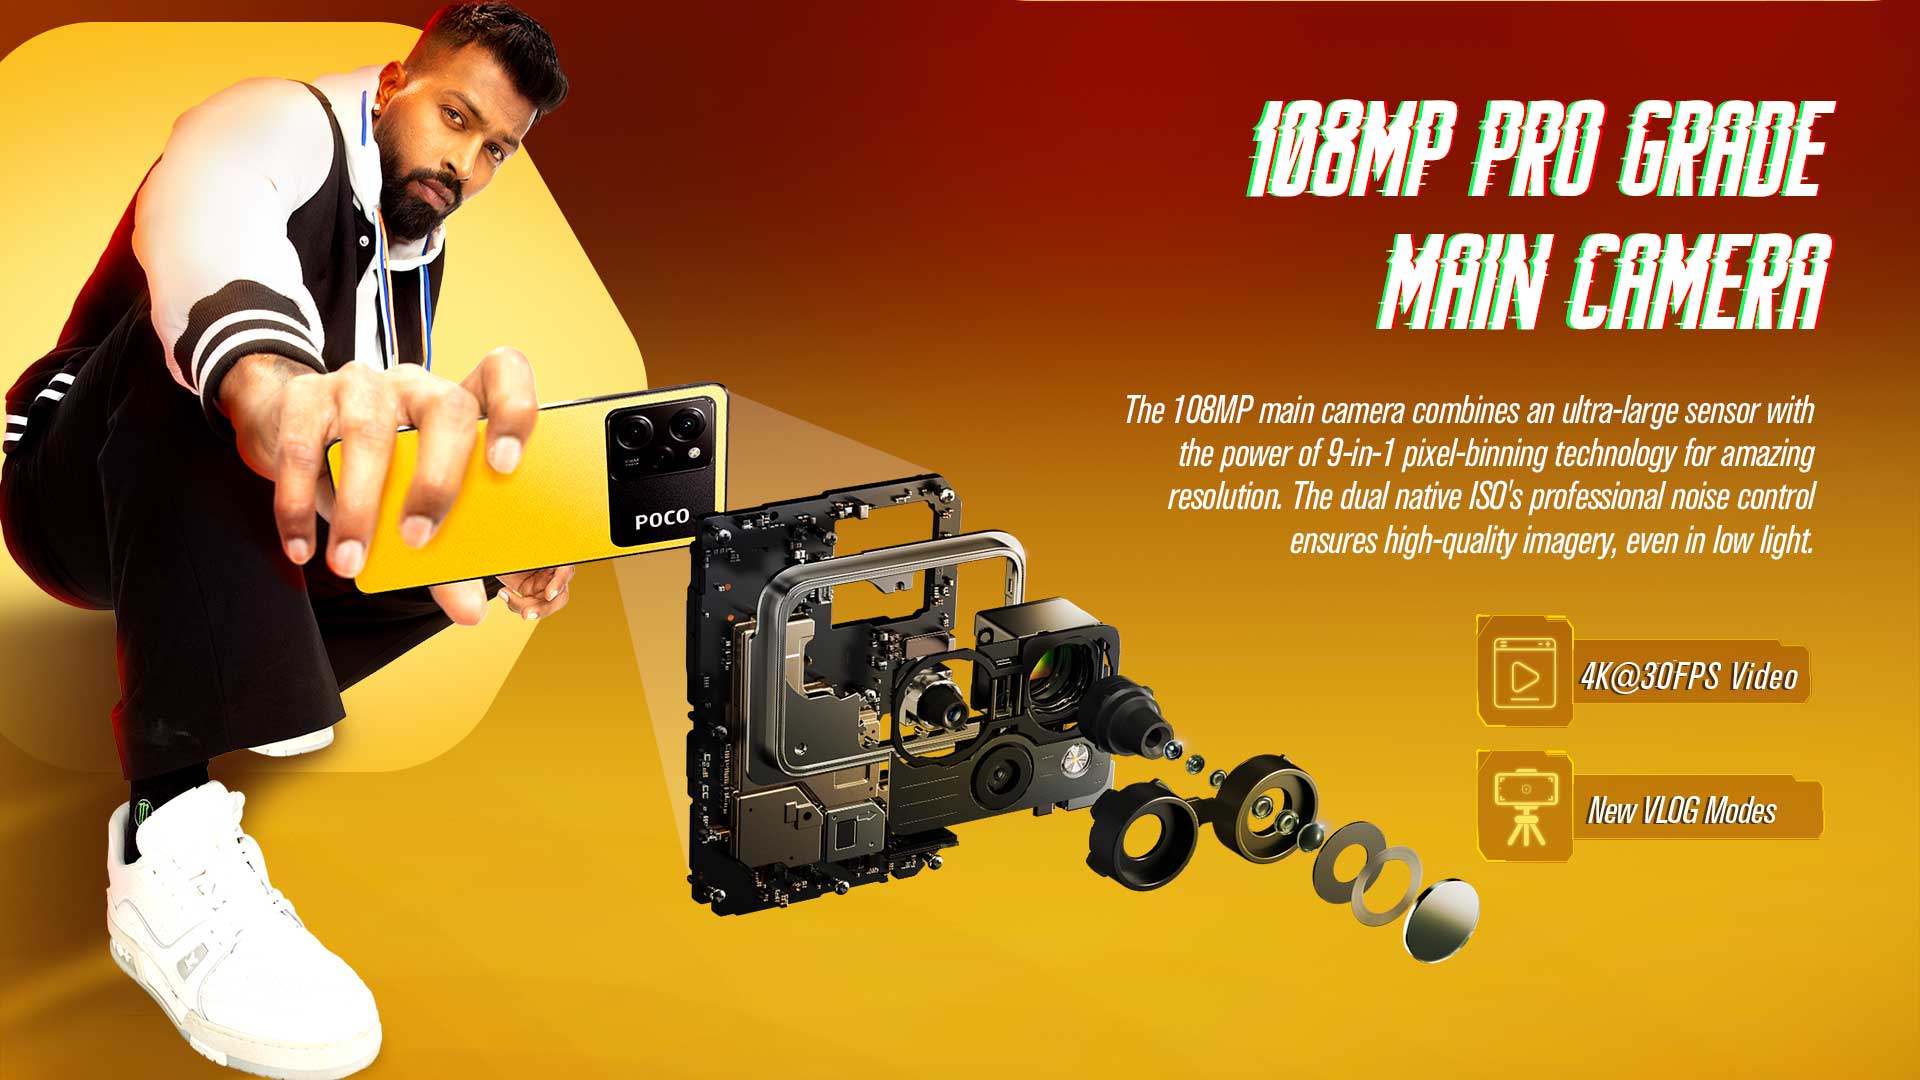 108MP PRO GRADE
MAIN CAMERA
The 108MP main camera combines an ultra-large sensor with
the power of 9-in-1 pixel-binning technology for amazing
resolution. The dual native ISO's professional noise control
ensures high-quality imagery, even in low light.
POCO
4K@30FPS Video
New VLOG Modes